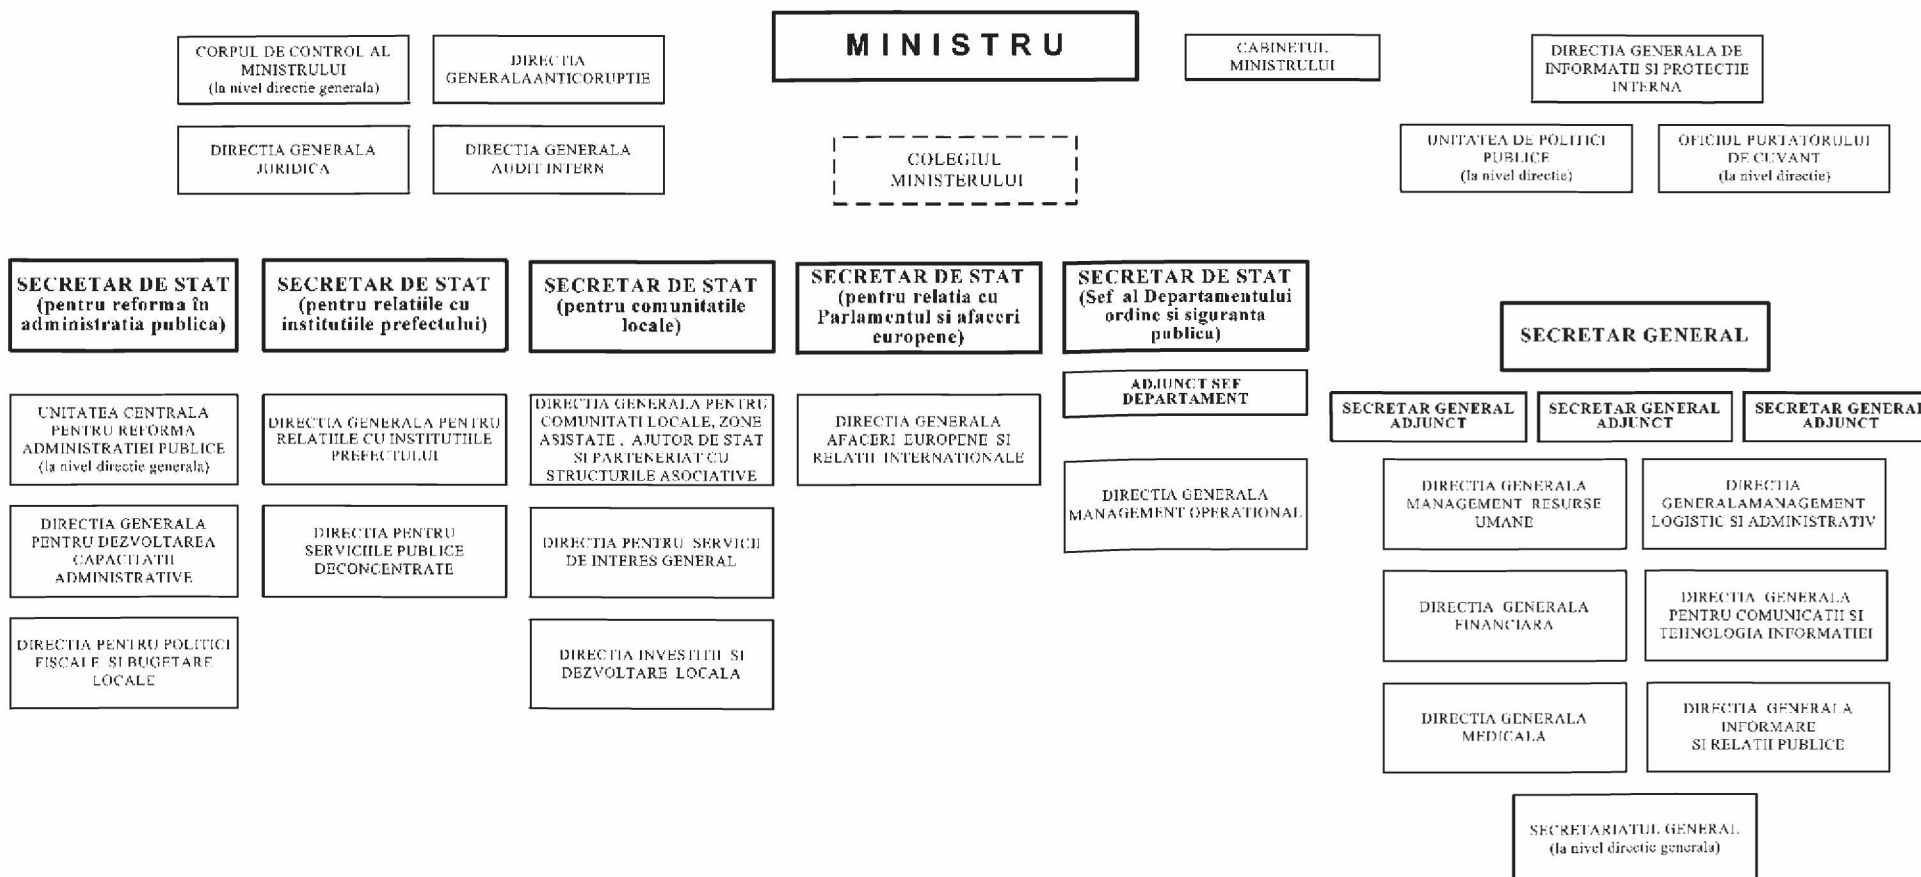 MINISTRU
CORPUL DE CONTROL AL
MINISTRULUI
(la nivel directie generala)
DIRECTIA
GENERALAANTICORUPTIE
CABINETUL
MINISTRULUI
DIRECTIA GENERALA DE
INFORMATII SI PROTECTIE
INTERNA
DIRECTIA GENERALA
JURIDICA
DIRECTIA GENERALA
AUDIT INTERN
COLEGIUL
MINISTERULUI
UNITATEA DE POLITICI
PUBLICE
(la nivel directie)
OFICIUL PURTATORULUI
DE CUVANT
(la nivel directie)
SECRETAR DE STAT
(pentru reforma în
administratia publica)
SECRETAR DE STAT
(pentru relatiile cu
institutiile prefectului)
SECRETAR DE STAT
(pentru comunitatile
locale)
SECRETAR DE STAT
(pentru relatia cu
Parlamentul si afaceri
europene)
SECRETAR DE STAT
(Sef al Departamentului
ordine si siguranta
publica)
SECRETAR GENERAL
ADJUNCT SEF
DEPARTAMENT
SECRETAR GENERAL
ADJUNCT
SECRETAR GENERAL
ADJUNCT
SECRETAR GENERAL
ADJUNCT
UNITATEA CENTRALA
PENTRU REFORMA
ADMINISTRATIEI PUBLICE
(la nivel directie generala)
DIRECTIA GENERALA PENTRU
RELATIILE CU INSTITUTIILE
PREFECTULUI
DIRECTIA GENERALA PENTRU
COMUNITATI LOCALE, ZONE
ASISTATE , AJUTOR DE STAT
SI PARTENERIAT CU
STRUCTURILE ASOCIATIVE
DIRECTIA GENERALA
AFACERI EUROPENE SI
RELATII INTERNATIONALE
DIRECTIA GENERALA
MANAGEMENT OPERATIONAL
DIRECTIA GENERALA
MANAGEMENT RESURSE
UMANE
DIRECTIA
GENERALAMANAGEMENT
LOGISTIC SI ADMINISTRATIV
DIRECTIA GENERALA
PENTRU DEZVOLTAREA
CAPACITATII
ADMINISTRATIVE
DIRECTIA PENTRU
SERVICIILE PUBLICE
DECONCENTRATE
DIRECTIA PENTRU SERVICII
DE INTERES GENERAL
DIRECTIA GENERALA
FINANCIARA
DIRECTIA GENERALA
PENTRU COMUNICATII SI
TEHNOLOGIA INFORMATIEI
DIRECTIA PENTRU POLITICI
FISCALE SI BUGETARE
LOCALE
DIRECTIA INVESTITII SI
DEZVOLTARE LOCALA
DIRECTIA GENERALA
MEDICALA
DIRECTIA GENERALA
INFORMARE
SI RELATII PUBLICE
SECRETARIATUL GENERAL
(la nivel directie generala)